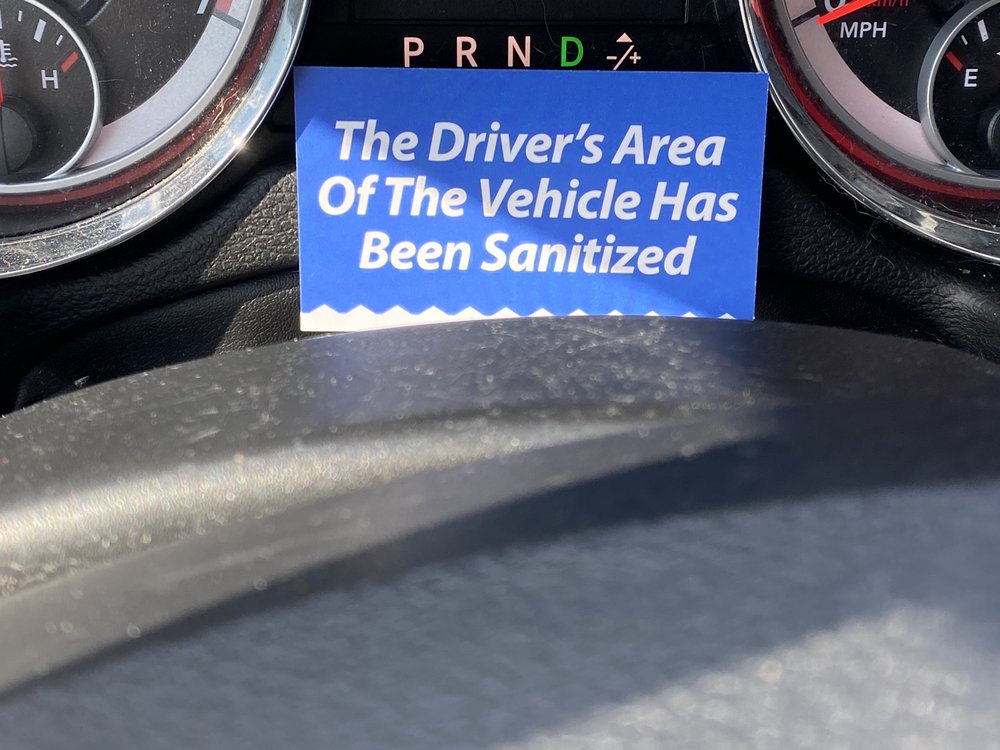 P R N D -/+
H
MPH
E
The Driver's Area
Of The Vehicle Has
Been Sanitized